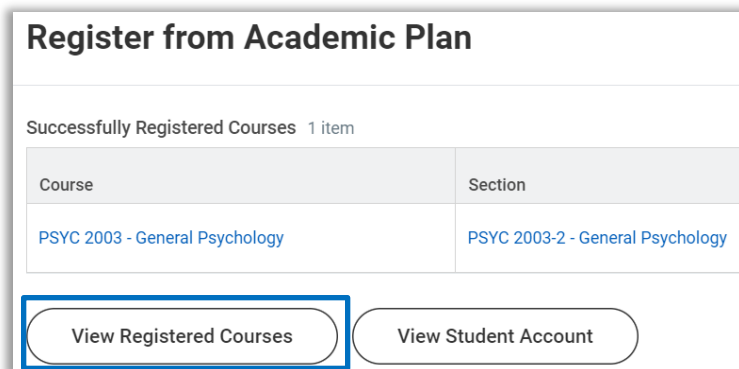 Register from Academic Plan
Successfully Registered Courses 1 item
Course Section
PSYC 2003 - General Psychology PSYC 2003-2 - General Psychology
View Registered Courses View Student Account